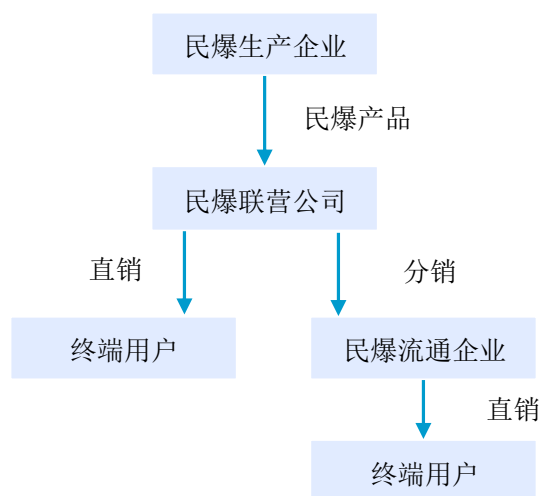 民爆生产企业
民爆产品
民爆联营公司
直销
分销
终端用户
民爆流通企业
直销
终端用户